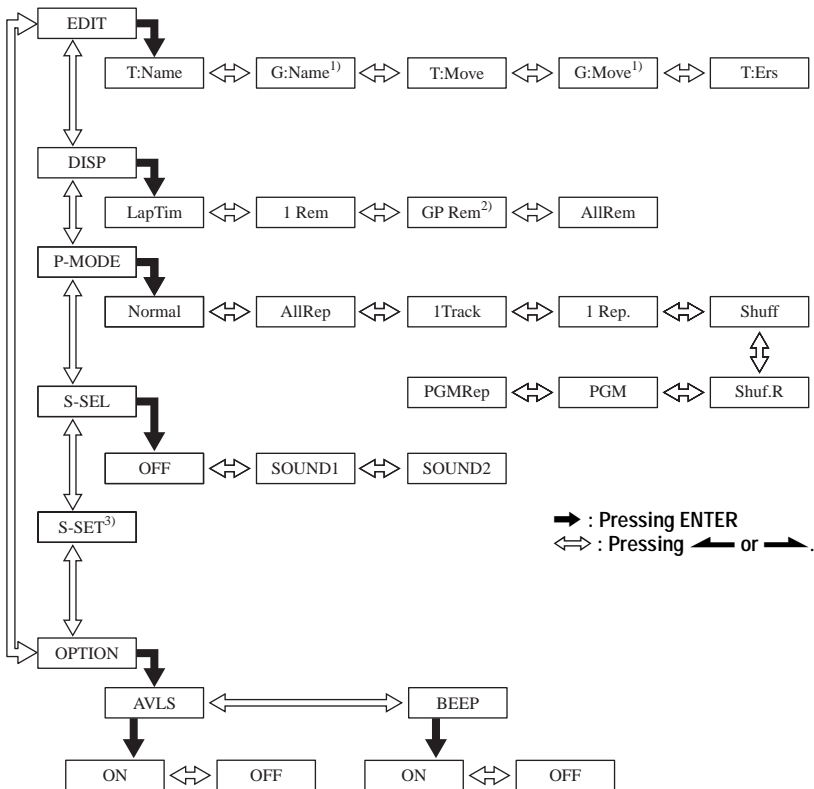 EDIT
T:Name G:Name1) T:Move G:Move1) T:Ers
DISP
LapTim 1 Rem GP Rem2) AllRem
P-MODE
Normal AllRep 1Track 1 Rep. Shuff
PGMRep PGM Shuf.R
S-SEL
OFF SOUND1 SOUND2
S-SET3)
: Pressing ENTER
: Pressing or .
OPTION
AVLS BEEP
ON OFF ON OFF